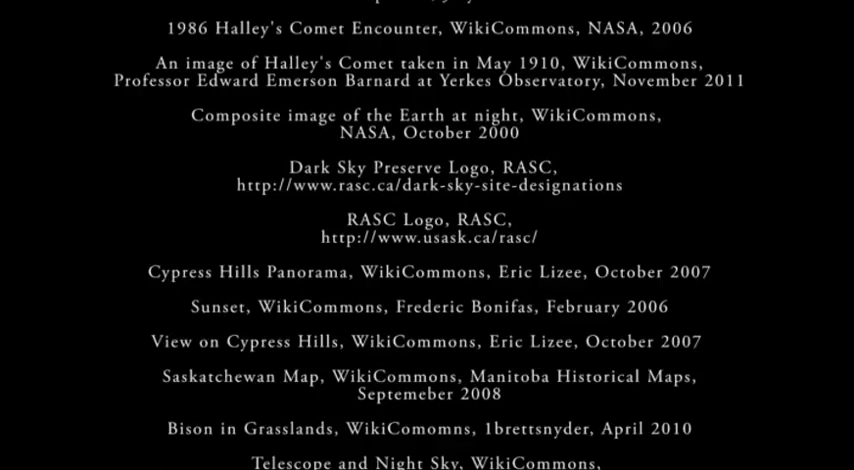 1986 Halley's Comet Encounter, WikiCommons, NASA, 2006
An image of Halley's Comet taken in May 1910, WikiCommons,
Professor Edward Emerson Barnard at Yerkes Observatory, November 2011
Composite image of the Earth at night, WikiCommons,
NASA, October 2000
Dark Sky Preserve Logo, RASC,
http://www.rasc.ca/dark-sky-site-designations
RASC Logo, RASC,
http://www.usask.ca/rasc/
Cypress Hills Panorama, WikiCommons, Eric Lizee, October 2007
Sunset, WikiCommons, Frederic Bonifas, February 2006
View on Cypress Hills, WikiCommons, Eric Lizee, October 2007
Saskatchewan Map, WikiCommons, Manitoba Historical Maps,
Septemeber 2008
Bison in Grasslands, WikiComomns, 1brettsnyder, April 2010
Telescope and Night Sky, WikiCommons,